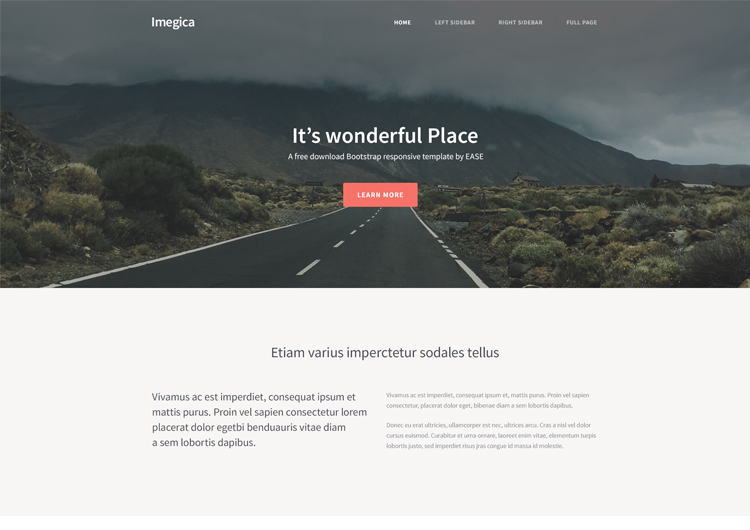 Imegica
HOME LEFT SIDEBAR RIGHT SIDEBAR FULL PAGE
It's wonderful Place
A free download Bootstrap responsive template by EASE
LEARN MORE
Etiam varius imperctetur sodales tellus
Vivamus ac est imperdiet, consequat ipsum et
mattis purus. Proin vel sapien consectetur lorem
placerat dolor egetbi benduauris vitae diam
a sem lobortis dapibus.
Vivamus ac est imperdiet, consequat ipsum et, mattis purus. Proin vel sapien
consectetur, placerat dolor eget, bibenae diam a sem lobortis dapibus.
Donec eu erat ultricies, ullamcorper est nec, ultrices arcu. Cras a nisl vel dolor
cursus euismod. Curabitur et urna ornare, laoreet enim vitae, elementum turpis
lobortis justo, sed imperdiet risus jras congue id massa id molestie.